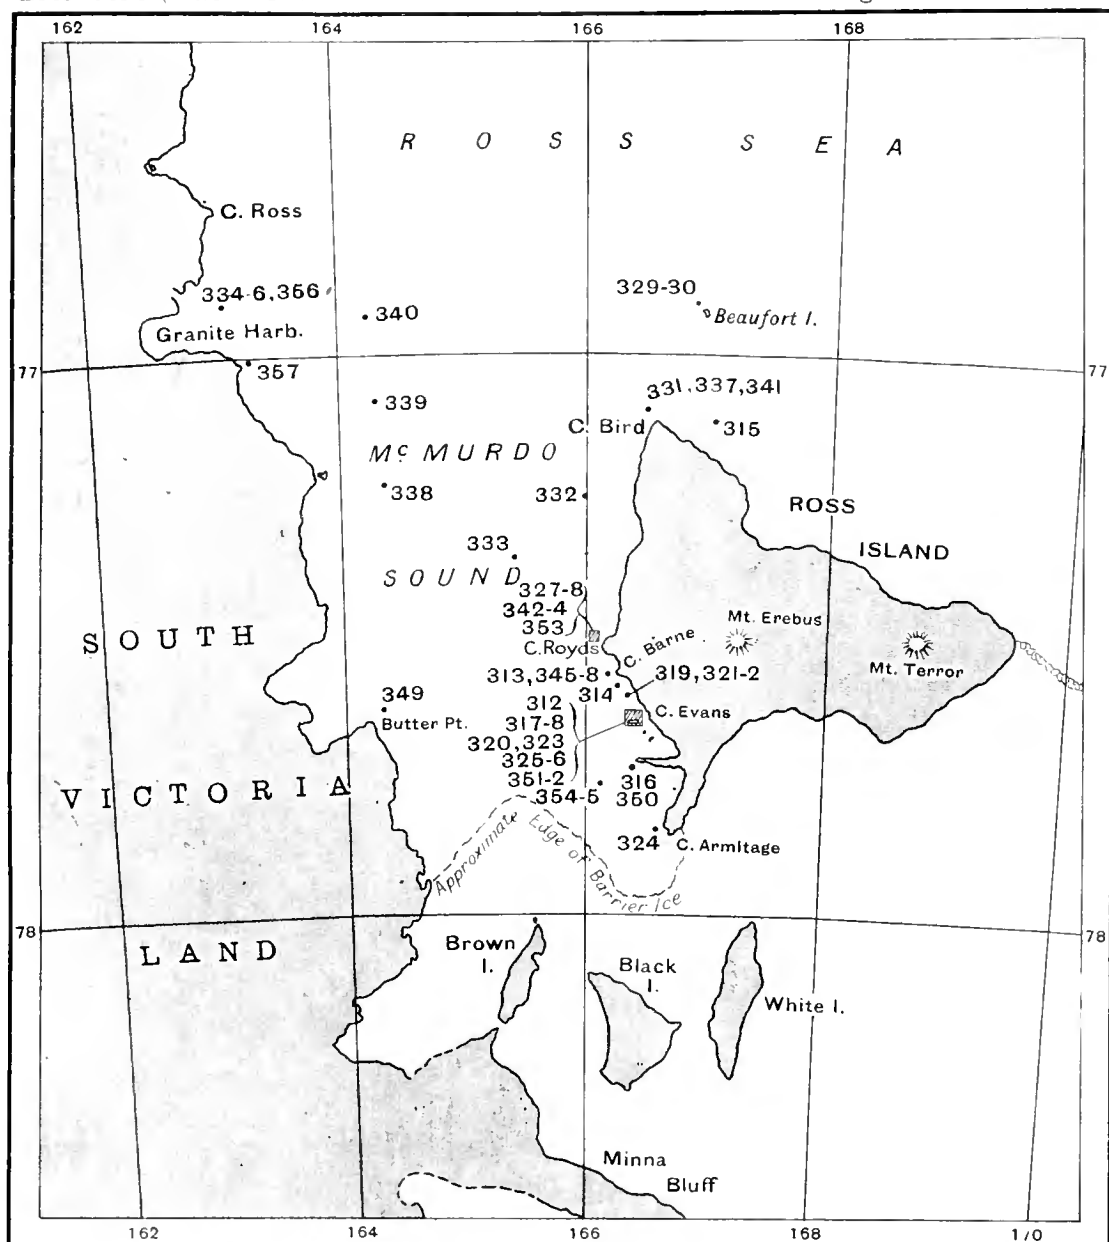 162 164 166 168
ROSS SEA
C. Ross
334-6,356
340
329-30
Beaufort I.
Granite Harb.
77 77
357
331,337,341
339
C. Bird
315
McMURDO
338
332
ROSS
ISLAND
333
SOUND
327-8
342-4
353
C. Royds
C. Barne
Mt. Erebus
Mt. Terror
SOUTH
313,345-8
314
319,321-2
349
Butter Pt.
312
317-8
320,323
325-6
351-2
354-5
C. Evans
VICTORIA
316
350
324
C. Armitage
Approximate Edge of Barrier Ice
78 78
LAND
Brown
I.
Black
I.
White I.
Minna
Bluff
162 164 166 168 170